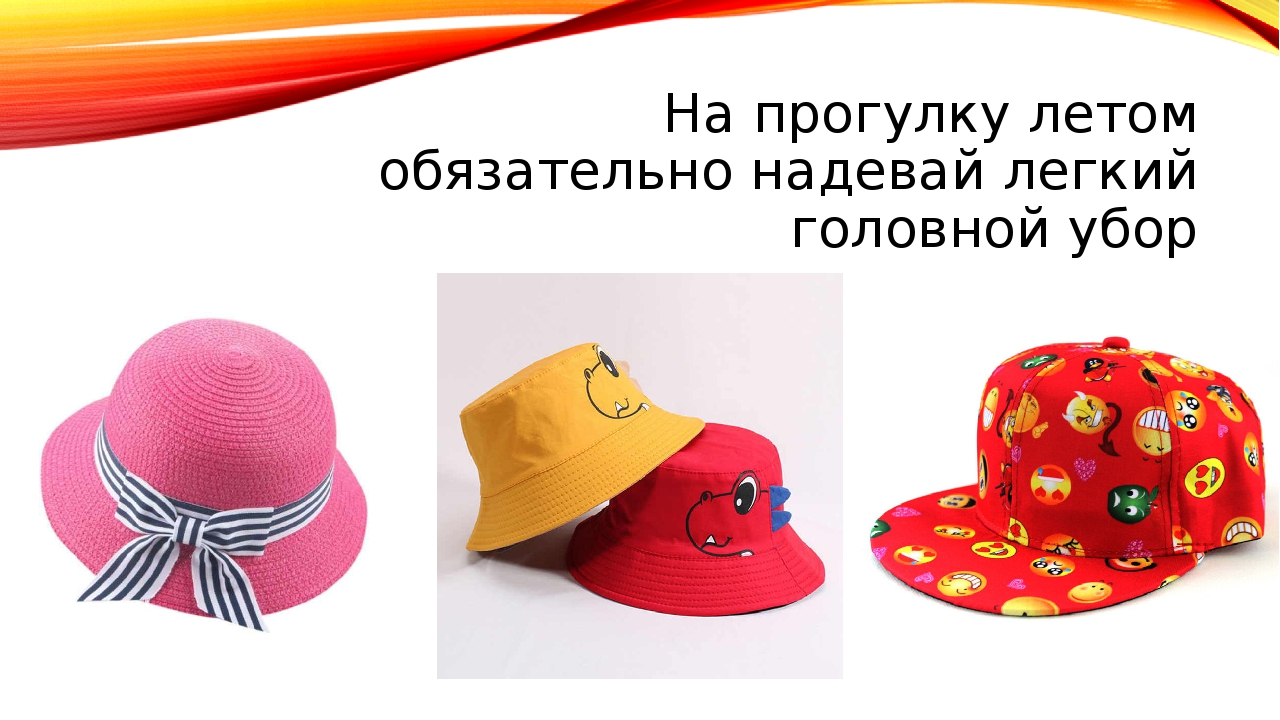 На прогулку летом
обязательно надевай легкий
головной убор